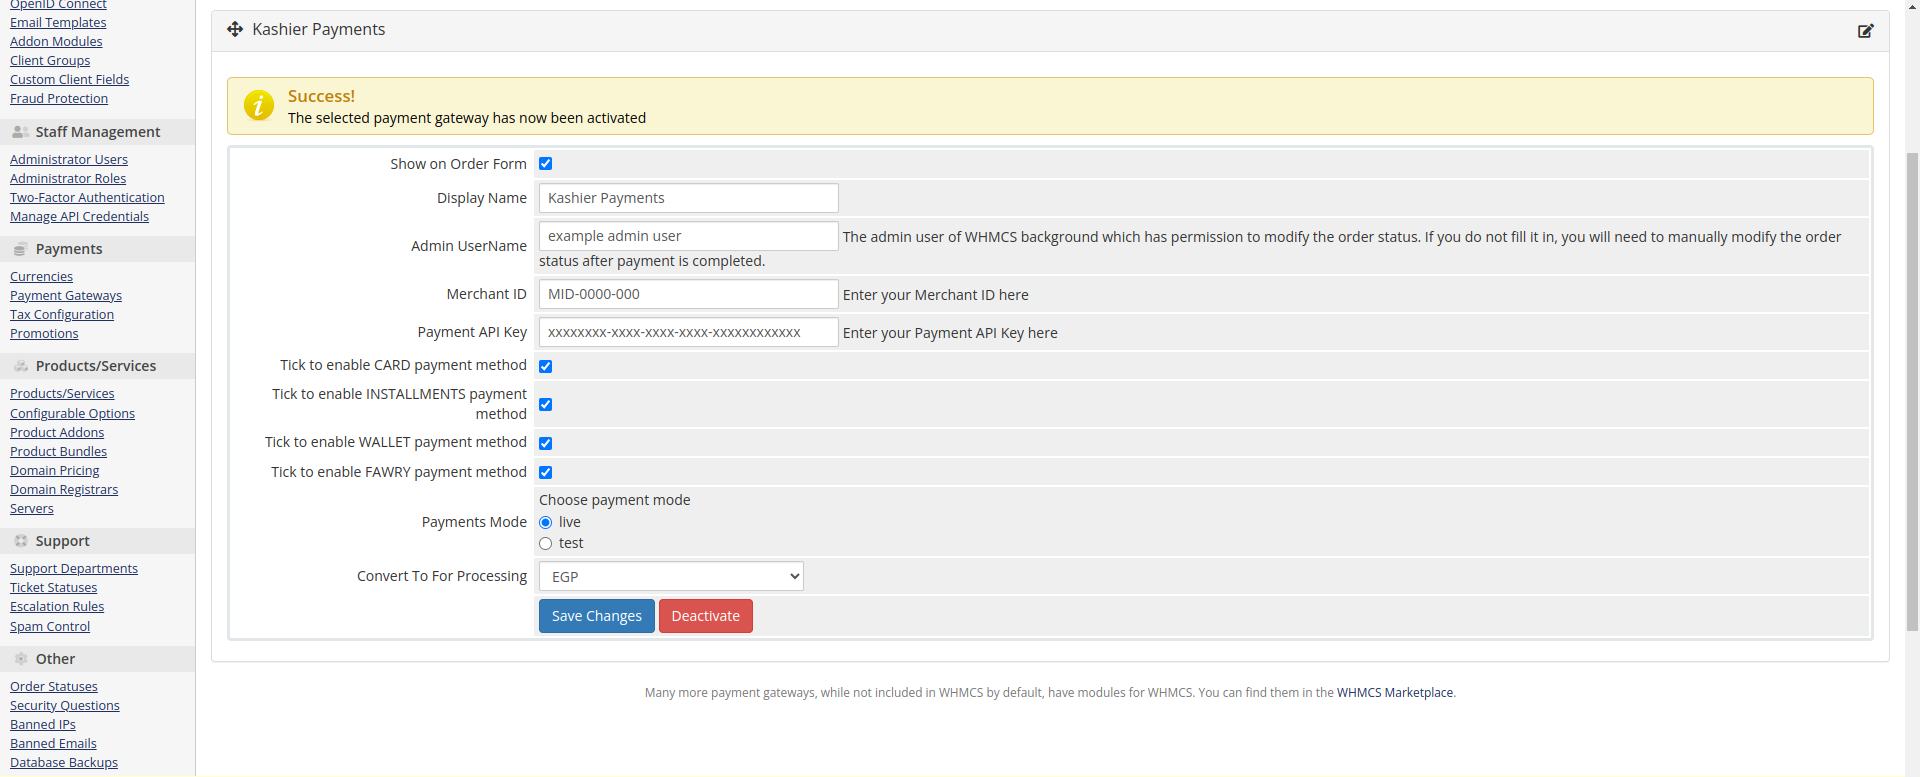 OpenID Connect
Email Templates
Addon Modules
Client Groups
Custom Client Fields
Fraud Protection
Staff Management
Administrator Users
Administrator Roles
Two-Factor Authentication
Manage API Credentials
Payments
Currencies
Payment Gateways
Tax Configuration
Promotions
Products/Services
Products/Services
Configurable Options
Product Addons
Product Bundles
Domain Pricing
Domain Registrars
Servers
Support
Support Departments
Ticket Statuses
Escalation Rules
Spam Control
Other
Order Statuses
Security Questions
Banned IPs
Banned Emails
Database Backups
Kashier Payments
Success!
The selected payment gateway has now been activated
Show on Order Form
Display Name Kashier Payments
Admin UserName example admin user The admin user of WHMCS background which has permission to modify the order status. If you do not fill it in, you will need to manually modify the order
status after payment is completed.
Merchant ID MID-0000-000 Enter your Merchant ID here
Payment API Key xxxxxxxx-xxxx-xxxx-xxxx-xxxxxxxxxxxx Enter your Payment API Key here
Tick to enable CARD payment method
Tick to enable INSTALLMENTS payment
method
Tick to enable WALLET payment method
Tick to enable FAWRY payment method
Choose payment mode
Payments Mode live
test
Convert To For Processing EGP
Save Changes Deactivate
Many more payment gateways, while not included in WHMCS by default, have modules for WHMCS. You can find them in the WHMCS Marketplace.